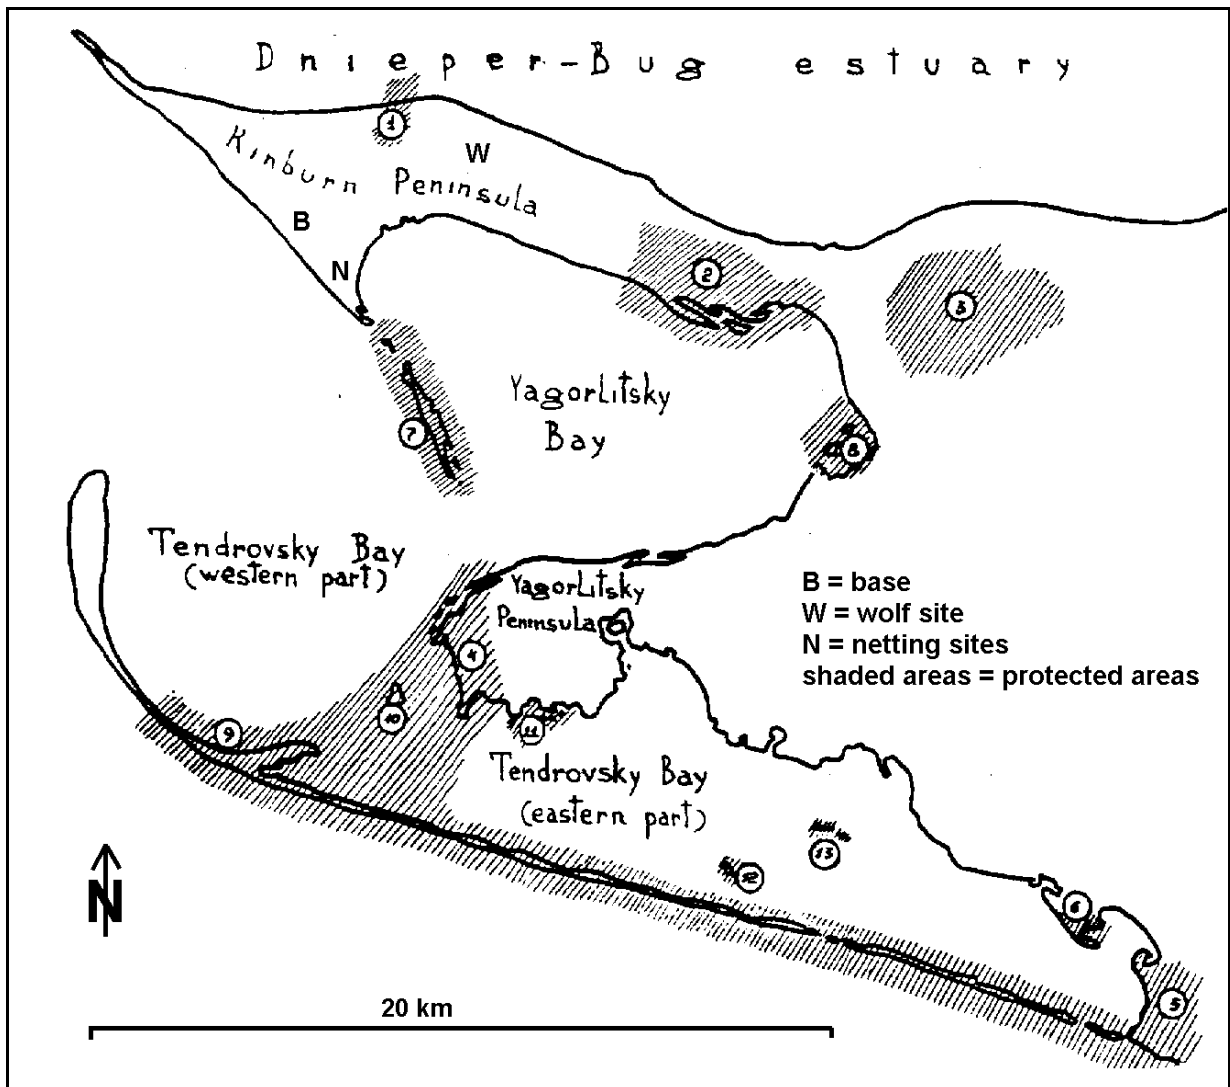 Dnieper-Bug estuary
1
W
Kinburn Peninsula
B
N
2
3
Yagorlitsky
Bay
7
8
Tendrovsky Bay
(western part)
Yagorlitsky
Peninsula
B = base
W = wolf site
N = netting sites
shaded areas = protected areas
4
10
9
11
Tendrovsky Bay
(eastern part)
13
12
6
5
N
20 km